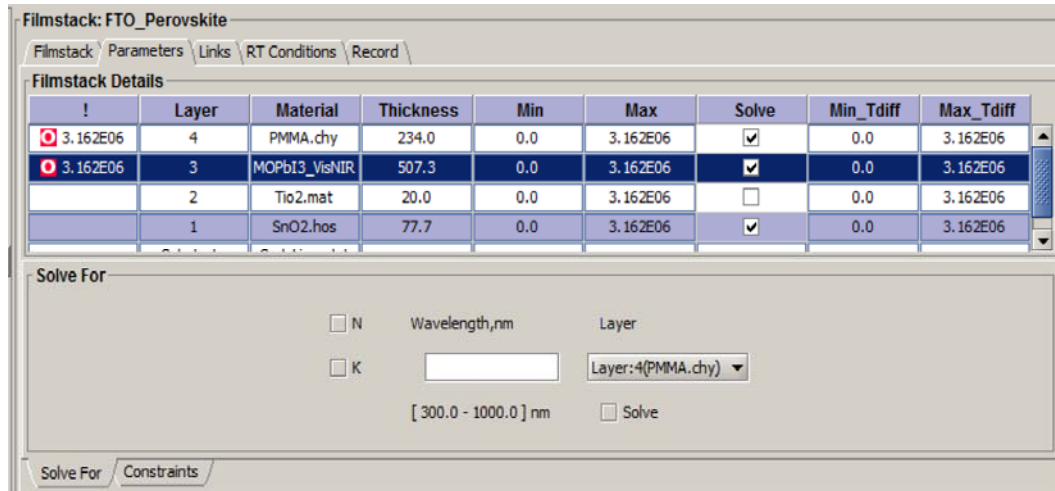 Filmstack: FTO_Perovskite
Filmstack Parameters Links RT Conditions Record
Filmstack Details
! Layer Material Thickness Min Max Solve Min_Tdiff Max_Tdiff
O 3.162E06 4 PMMA.chy 234.0 0.0 3.162E06 0.0 3.162E06
O 3.162E06 3 MOPbI3_VisNIR 507.3 0.0 3.162E06 0.0 3.162E06
2 Tio2.mat 20.0 0.0 3.162E06 0.0 3.162E06
1 SnO2.hos 77.7 0.0 3.162E06 0.0 3.162E06
Solve For
N Wavelength,nm Layer
K Layer:4(PMMA.chy)
[ 300.0 - 1000.0 ] nm Solve
Solve For Constraints